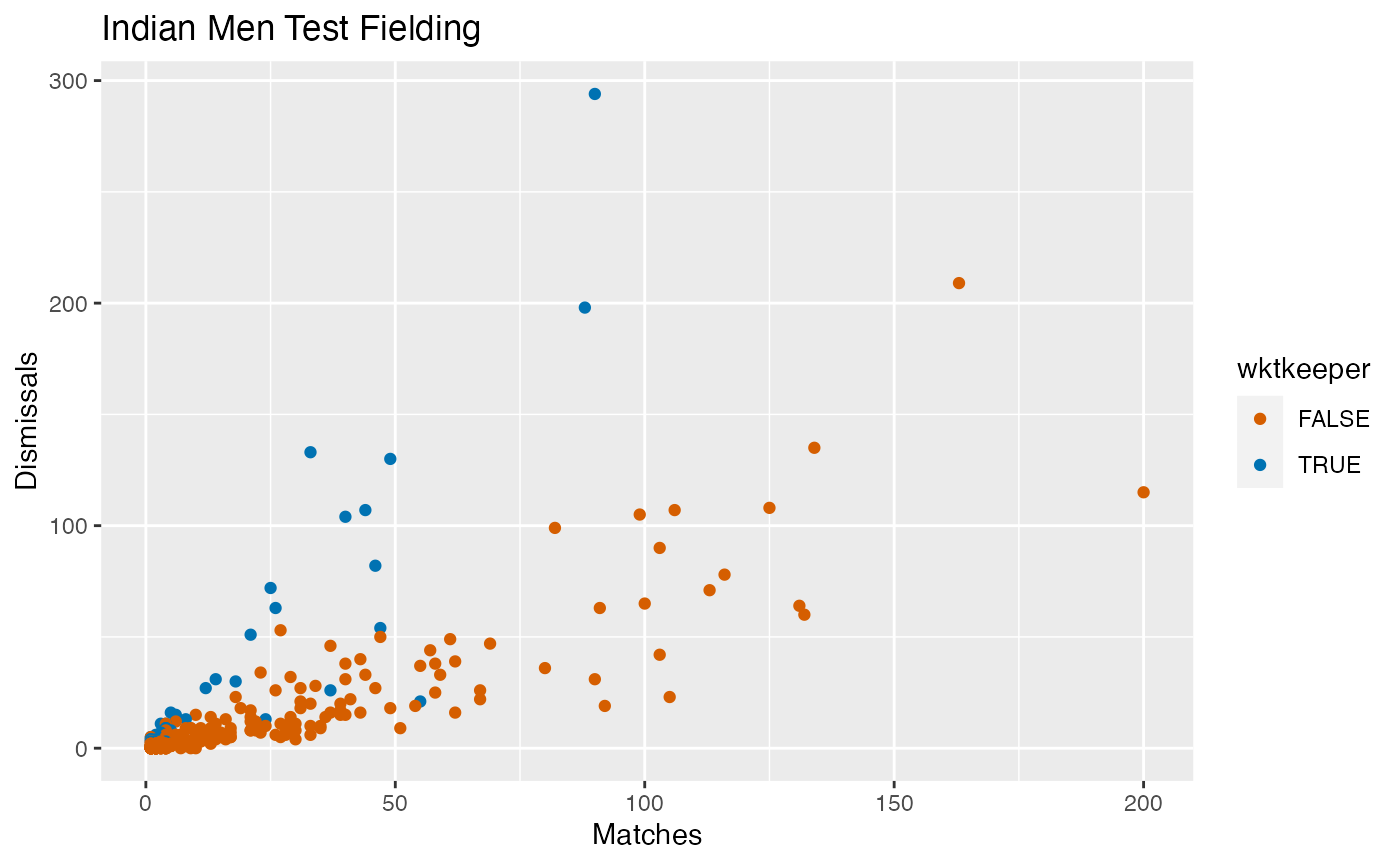 Indian Men Test Fielding
300
200
100
0
Dismissals
0 50 100 150 200
Matches
wktkeeper
FALSE
TRUE